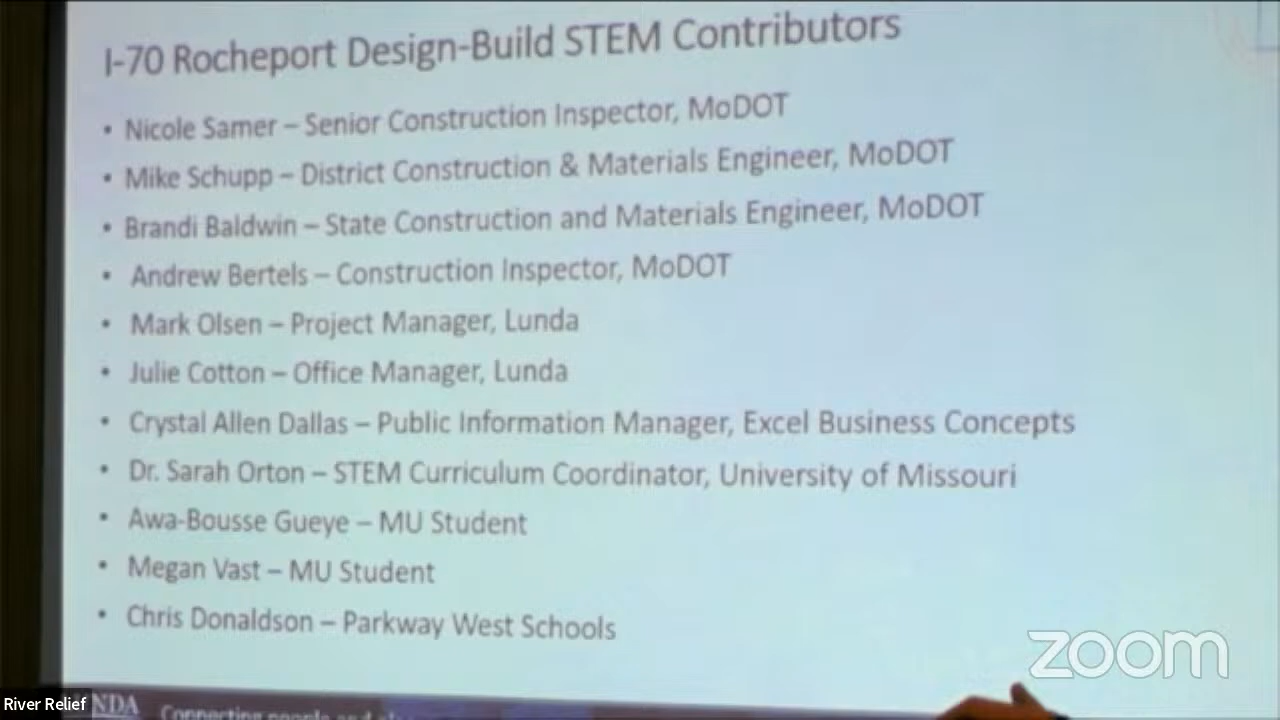 I-70 Rocheport Design-Build STEM Contributors
• Nicole Samer – Senior Construction Inspector, MoDOT
• Mike Schupp – District Construction & Materials Engineer, MoDOT
• Brandi Baldwin – State Construction and Materials Engineer, MoDOT
• Andrew Bertels – Construction Inspector, MoDOT
• Mark Olsen – Project Manager, Lunda
• Julie Cotton – Office Manager, Lunda
• Crystal Allen Dallas – Public Information Manager, Excel Business Concepts
• Dr. Sarah Orton – STEM Curriculum Coordinator, University of Missouri
• Awa-Bousse Gueye – MU Student
• Megan Vast – MU Student
• Chris Donaldson – Parkway West Schools
zoom
River Relief
NDA
Connecting people and